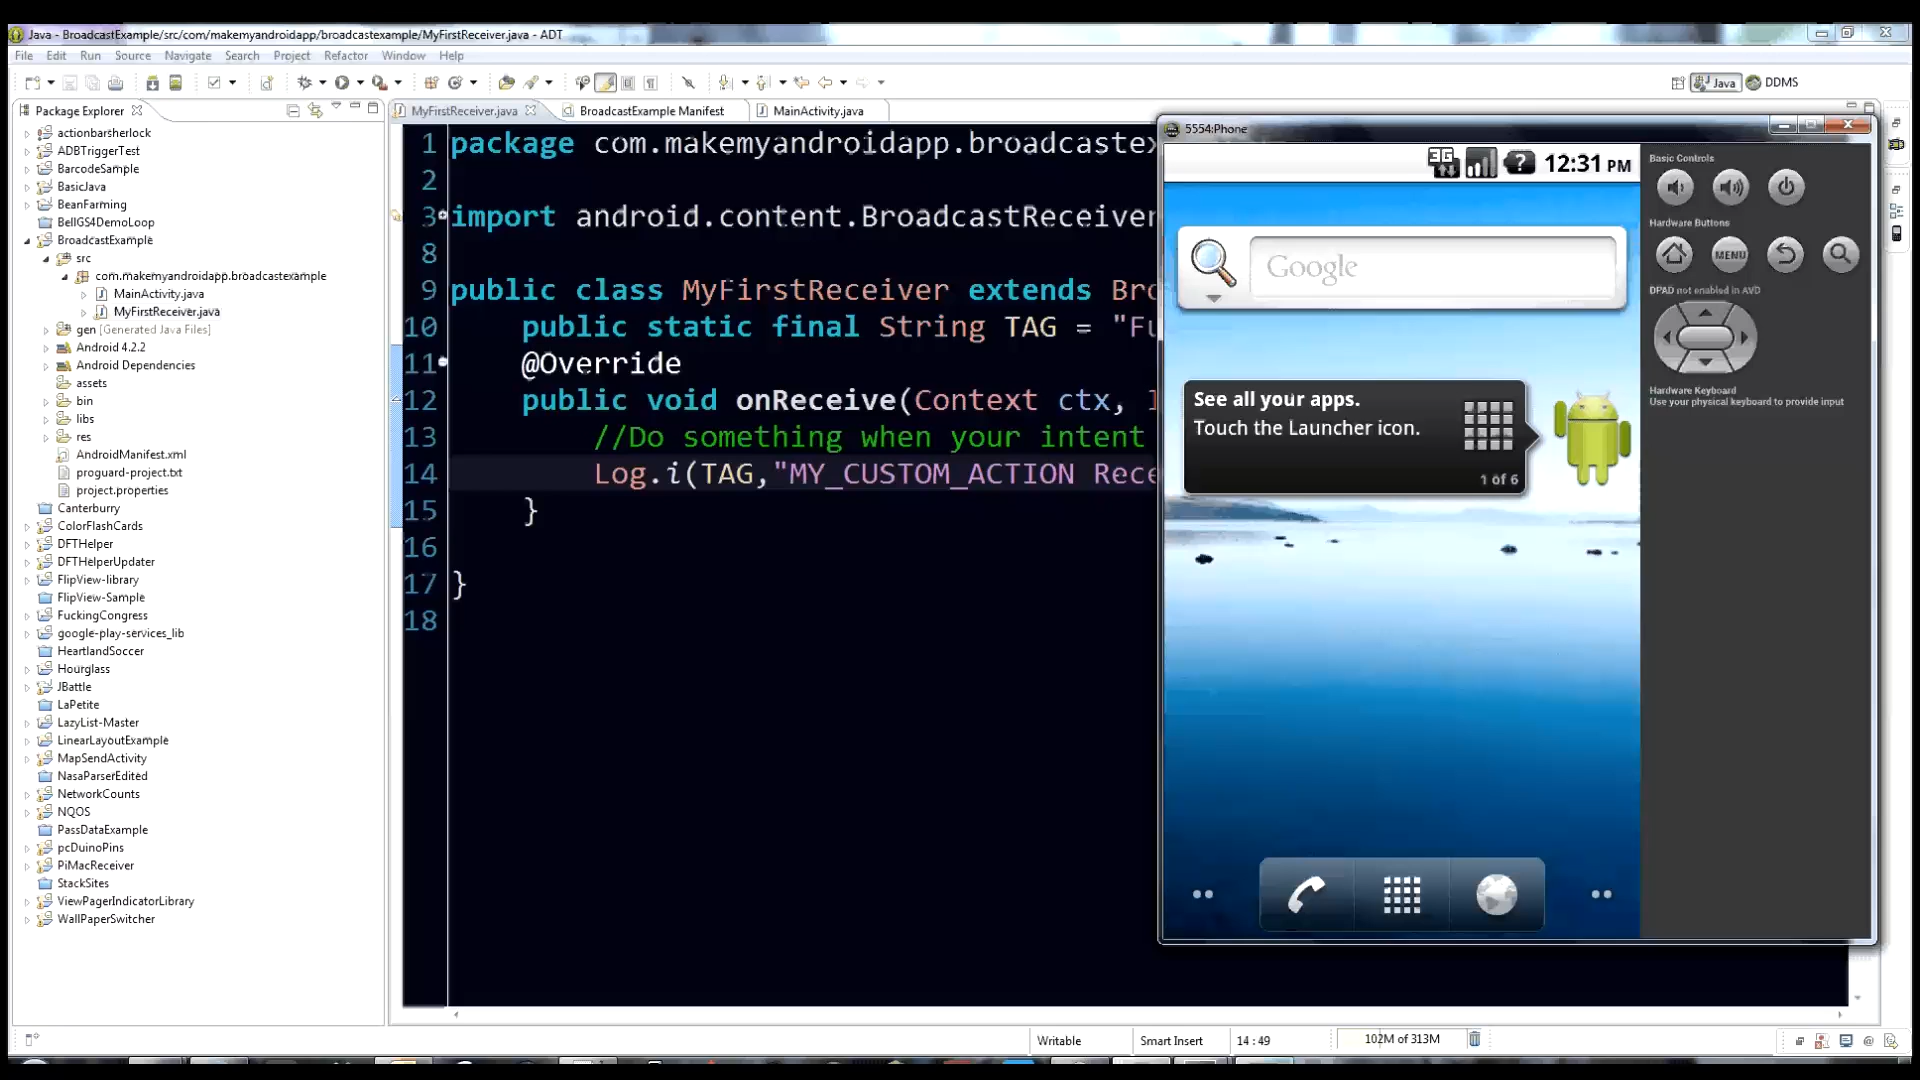 Java - BroadcastExample/src/com/makemyandroidapp/broadcastexample/MyFirstReceiver.java - ADT
File Edit Run Source Navigate Search Project Refactor Window Help
Java DDMS
Package Explorer
actionbarsherlock
ADBTriggerTest
BarcodeSample
BasicJava
BeanFarming
BellGS4DemoLoop
BroadcastExample
src
com.makemyandroidapp.broadcastexample
MainActivity.java
MyFirstReceiver.java
gen [Generated Java Files]
Android 4.2.2
Android Dependencies
assets
bin
libs
res
AndroidManifest.xml
proguard-project.txt
project.properties
Canterburry
ColorFlashCards
DFTHelper
DFTHelperUpdater
FlipView-library
FlipView-Sample
FuckingCongress
google-play-services_lib
HeartlandSoccer
Hourglass
JBattle
LaPetite
LazyList-Master
LinearLayoutExample
MapSendActivity
NasaParserEdited
NetworkCounts
NQOS
PassDataExample
pcDuinoPins
PiMacReceiver
StackSites
ViewPagerIndicatorLibrary
WallPaperSwitcher
MyFirstReceiver.java BroadcastExample Manifest MainActivity.java
1 package com.makemyandroidapp.broadcastex
2
3 import android.content.BroadcastReceiver
8
9 public class MyFirstReceiver extends Bro
10 public static final String TAG = "Fu
11 @Override
12 public void onReceive(Context ctx, I
13 //Do something when your intent
14 Log.i(TAG,"MY_CUSTOM_ACTION Rece
15 }
16
17 }
18
5554:Phone
3G ? 12:31 PM
Google
See all your apps.
Touch the Launcher icon.
1 of 6
Basic Controls
Hardware Buttons
MENU
DPAD not enabled in AVD
Hardware Keyboard
Use your physical keyboard to provide input
Writable Smart Insert 14 : 49 102M of 313M